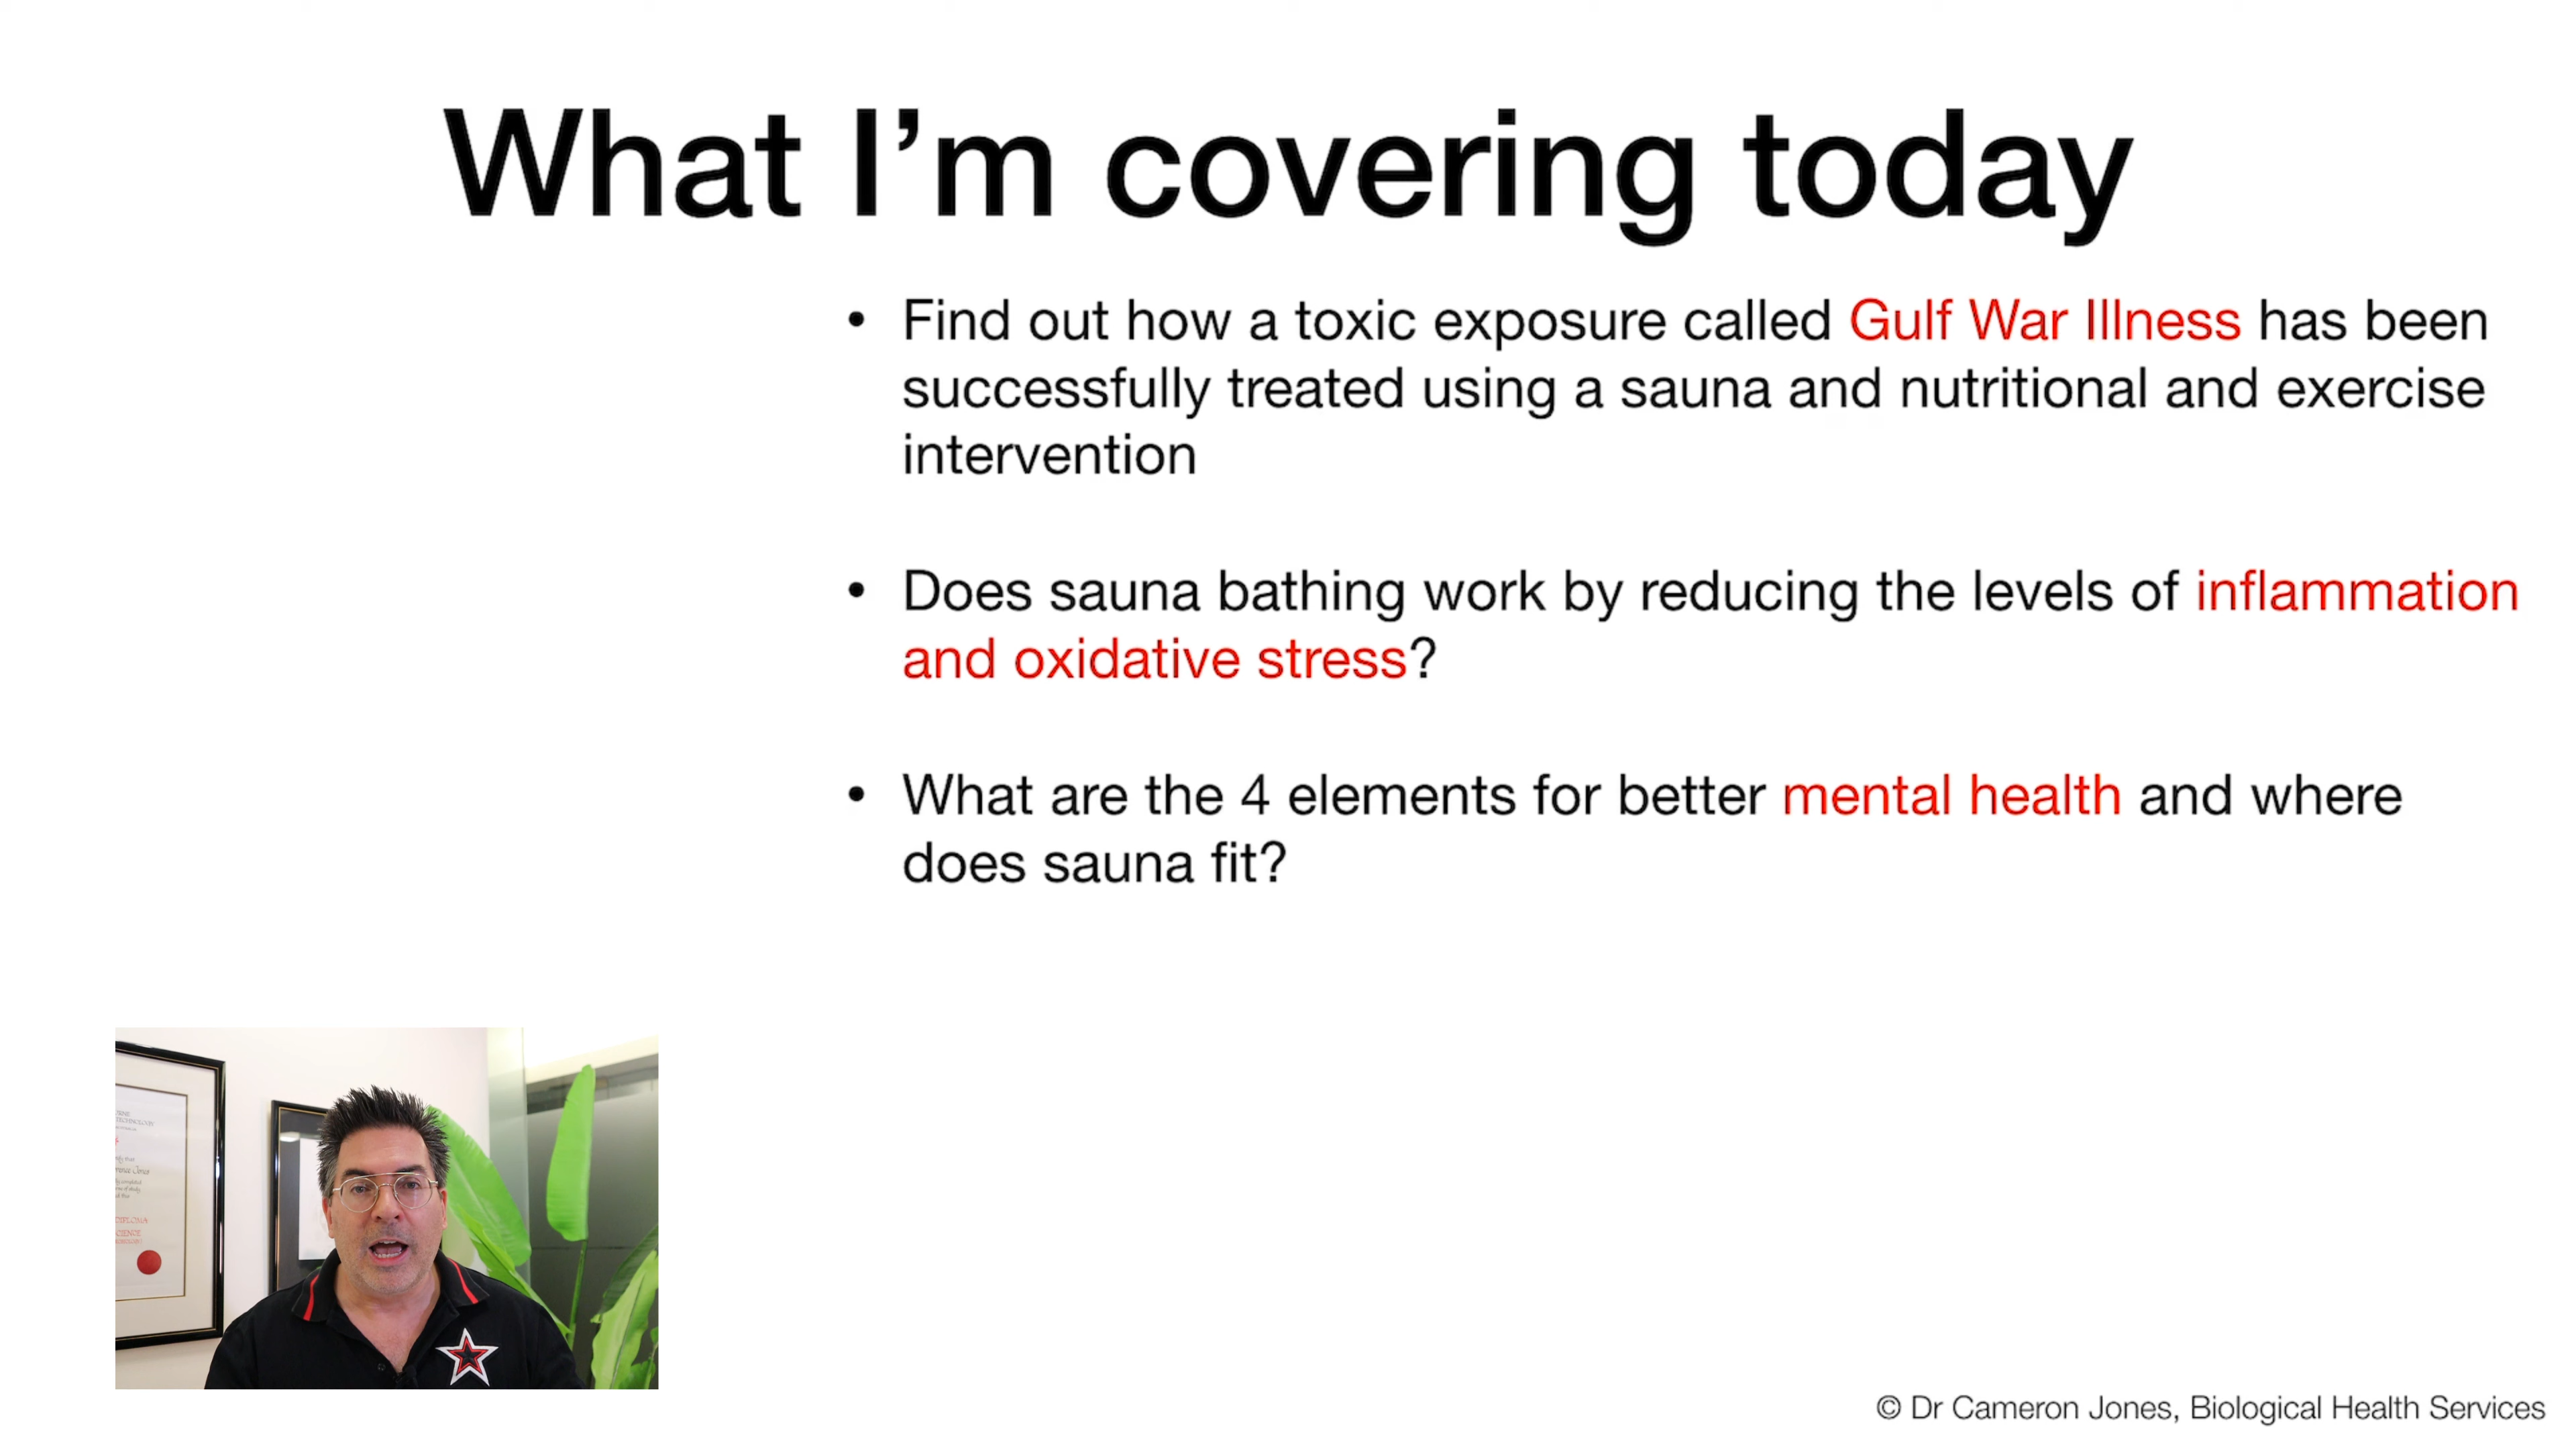 What I’m covering today
• Find out how a toxic exposure called Gulf War Illness has been
successfully treated using a sauna and nutritional and exercise
intervention
• Does sauna bathing work by reducing the levels of inflammation
and oxidative stress?
• What are the 4 elements for better mental health and where
does sauna fit?
© Dr Cameron Jones, Biological Health Services